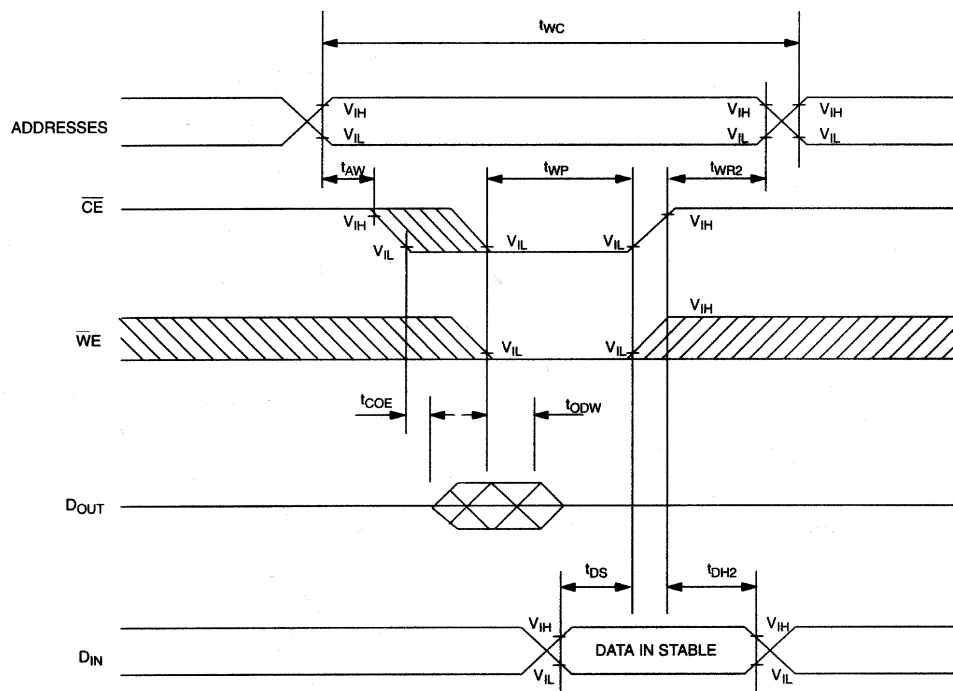 tWC
ADDRESSES
VIH VIH VIH
VIL VIL VIL
tAW tWP tWR2
CE
VIH VIH
VIL VIL VIL
WE
VIH
VIL VIL
tCOE tODW
DOUT
tDS tDH2
DIN
VIH DATA IN STABLE VIH
VIL VIL